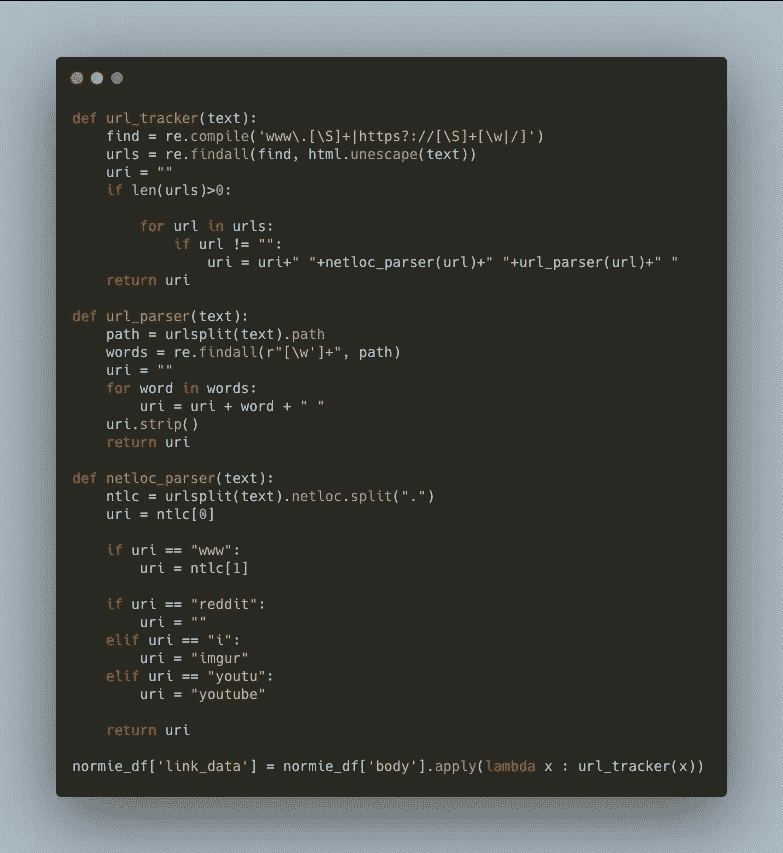 def url_tracker(text):
    find = re.compile('www\.[\S]+|https?://[\S]+[\w|/]')
    urls = re.findall(find, html.unescape(text))
    uri = ""
    if len(urls)>0:
        for url in urls:
            if url != "":
                uri = uri+" "+netloc_parser(url)+" "+url_parser(url)+" "
    return uri
def url_parser(text):
    path = urlsplit(text).path
    words = re.findall(r"[\w']+", path)
    uri = ""
    for word in words:
        uri = uri + word + " "
    uri.strip()
    return uri
def netloc_parser(text):
    ntlc = urlsplit(text).netloc.split(".")
    uri = ntlc[0]
    if uri == "www":
        uri = ntlc[1]
    if uri == "reddit":
        uri = ""
    elif uri == "i":
        uri = "imgur"
    elif uri == "youtu":
        uri = "youtube"
    return uri
normie_df['link_data'] = normie_df['body'].apply(lambda x : url_tracker(x))